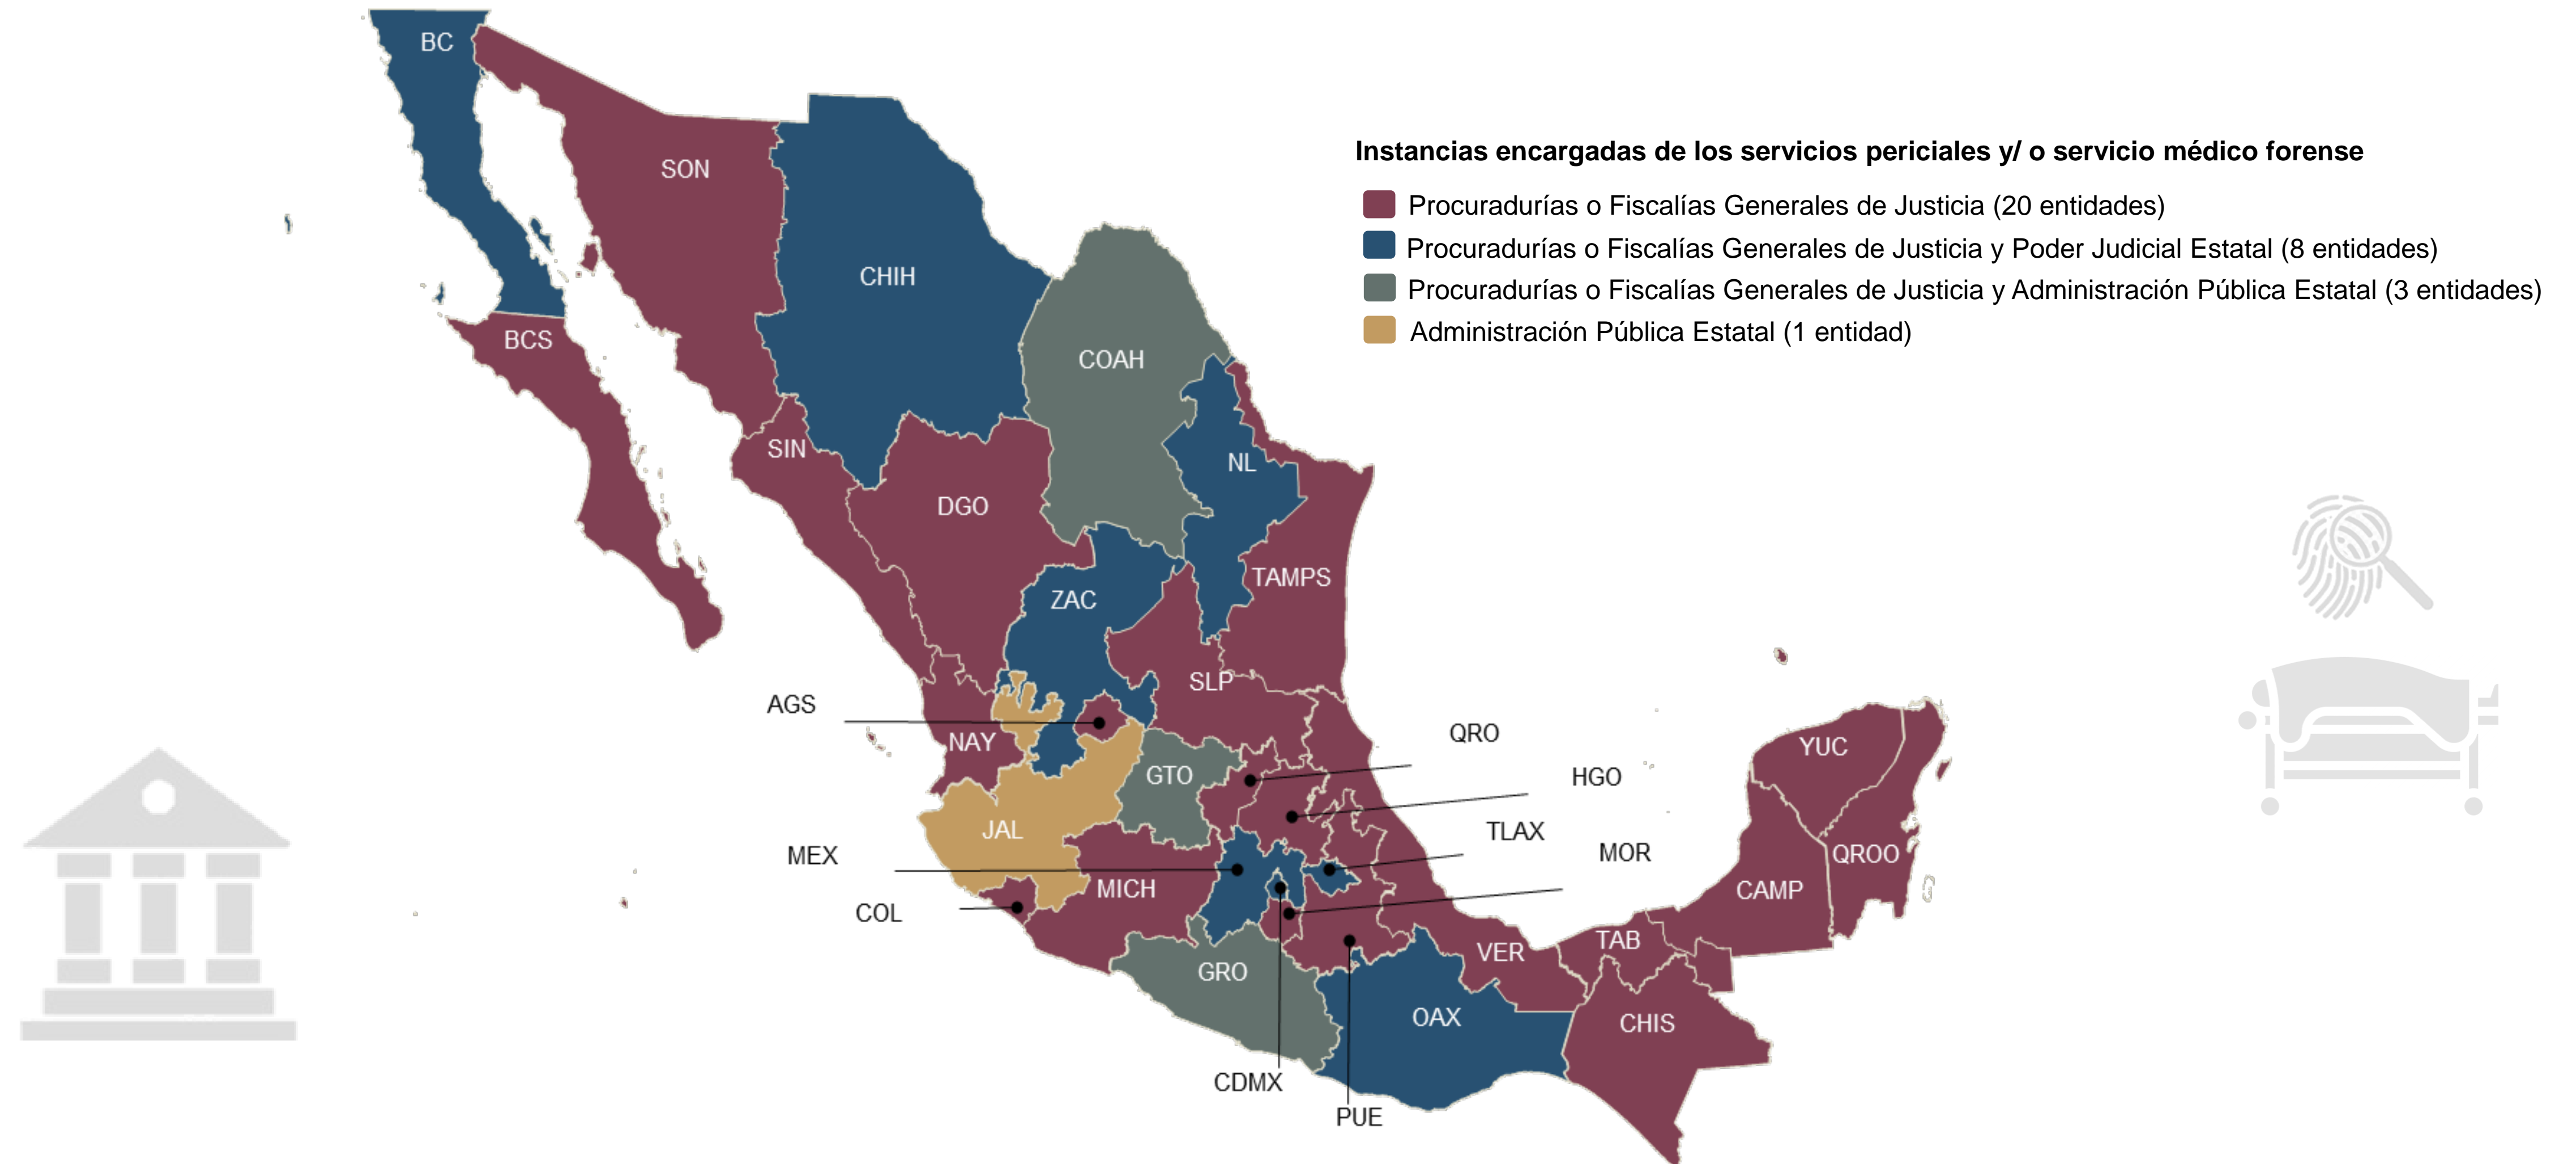 BC
Instancias encargadas de los servicios periciales y/ o servicio médico forense
SON
Procuradurías o Fiscalías Generales de Justicia (20 entidades)
Procuradurías o Fiscalías Generales de Justicia y Poder Judicial Estatal (8 entidades)
CHIH
Procuradurías o Fiscalías Generales de Justicia y Administración Pública Estatal (3 entidades)
Administración Pública Estatal (1 entidad)
BCS
COAH
SIN
NL
DGO
TAMPS
ZAC
SLP
AGS
QRO
NAY
YUC
GTO
HGO
JAL
TLAX
MEX
MOR
QROO
MICH
CAMP
COL
TAB
VER
GRO
OAX
CHIS
CDMX
PUE